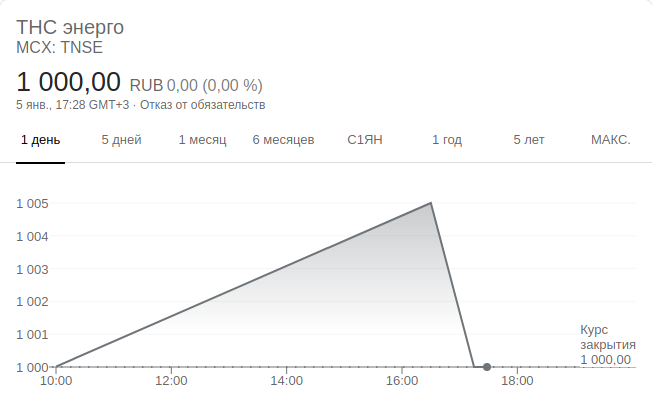 ТНС энерго
MCX: TNSE
1 000,00 RUB 0,00 (0,00 %)
5 янв., 17:28 GMT+3 · Отказ от обязательств
1 день 5 дней 1 месяц 6 месяцев С1ЯН 1 год 5 лет МАКС.
1 005
1 004
1 003
1 002
1 001
1 000
Курс
закрытия
1 000,00
10:00 12:00 14:00 16:00 18:00